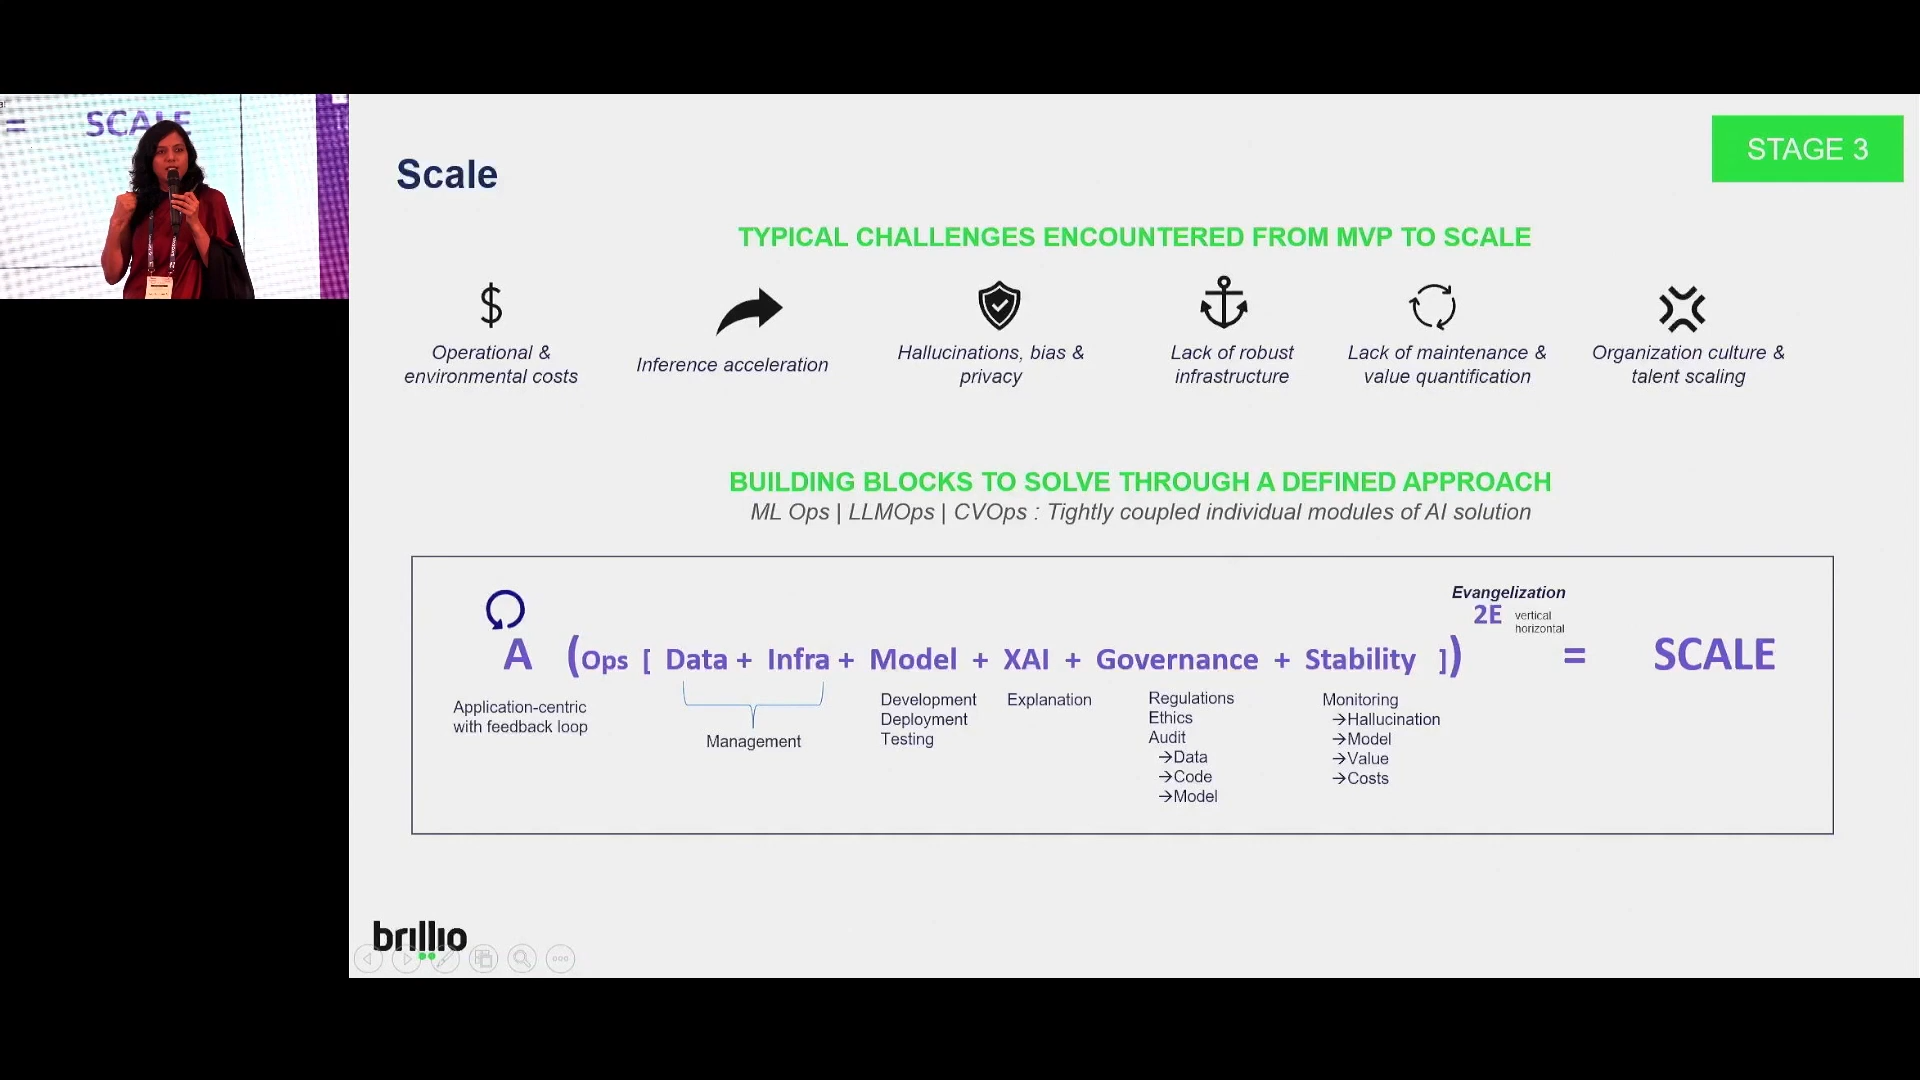 = SCALE
STAGE 3
Scale
TYPICAL CHALLENGES ENCOUNTERED FROM MVP TO SCALE
Operational &
environmental costs
Inference acceleration
Hallucinations, bias &
privacy
Lack of robust
infrastructure
Lack of maintenance &
value quantification
Organization culture &
talent scaling
BUILDING BLOCKS TO SOLVE THROUGH A DEFINED APPROACH
ML Ops | LLMOps | CVOps : Tightly coupled individual modules of AI solution
Evangelization
2E vertical
horizontal
A (Ops [ Data + Infra + Model + XAI + Governance + Stability ]) = SCALE
Application-centric
with feedback loop
Management
Development
Deployment
Testing
Explanation
Regulations
Ethics
Audit
→Data
→Code
→Model
Monitoring
→Hallucination
→Model
→Value
→Costs
brillio